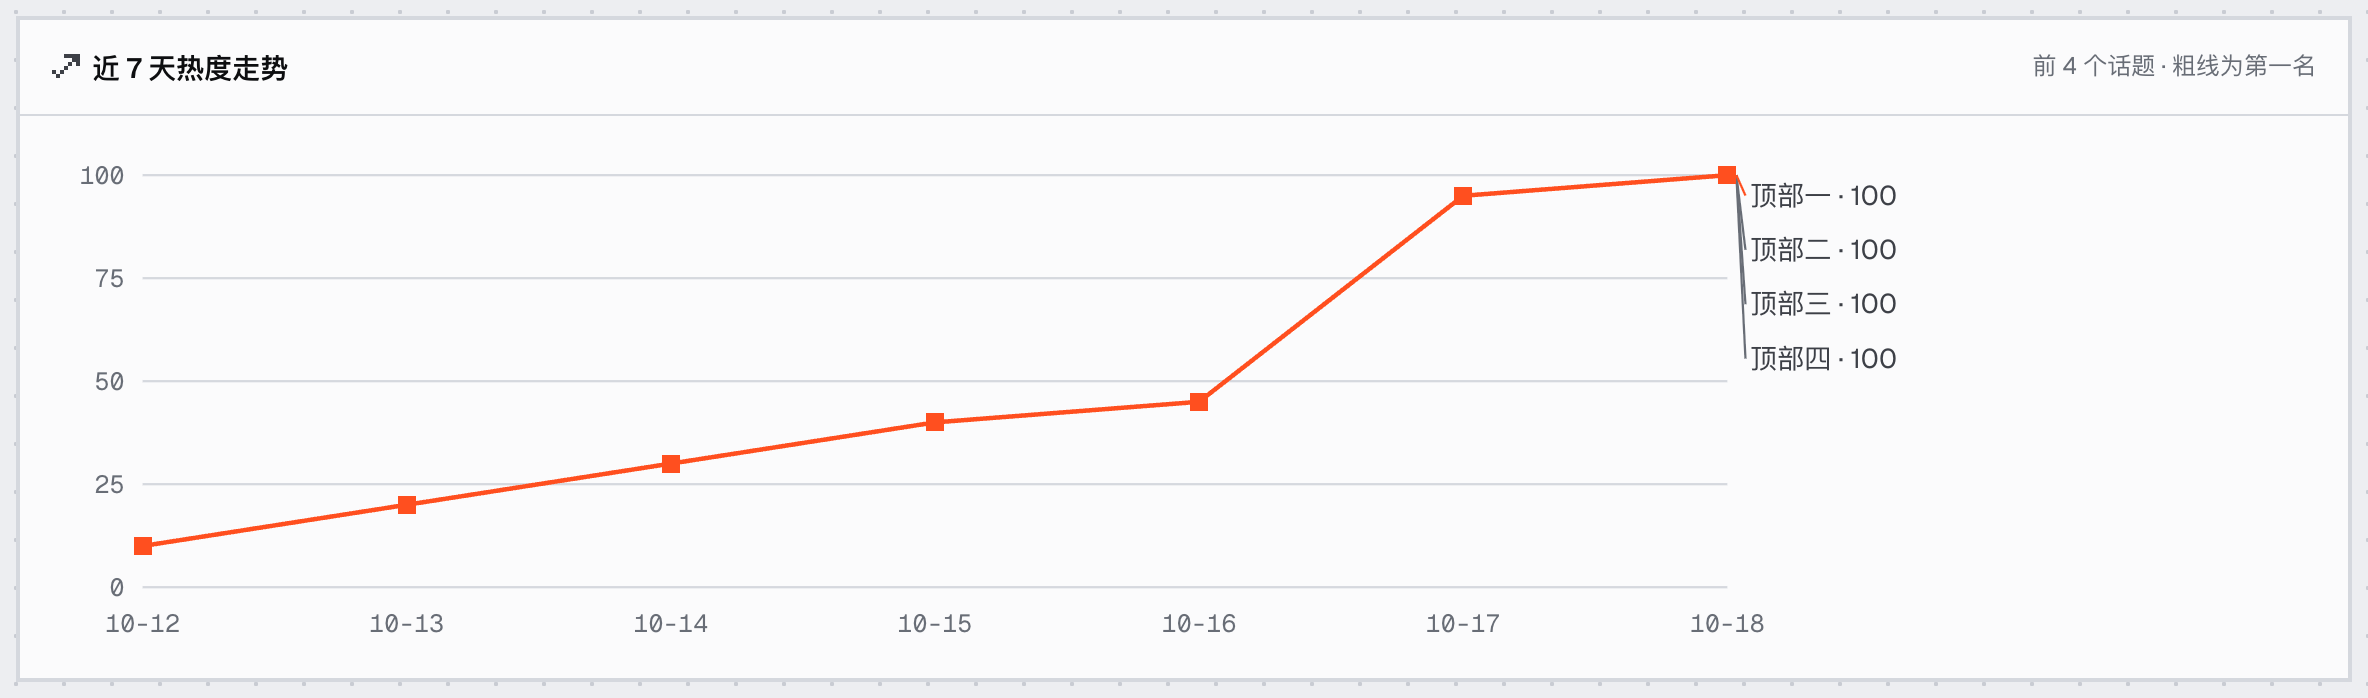 近 7 天热度走势
前 4 个话题 · 粗线为第一名
100
75
50
25
0
顶部一 · 100
顶部二 · 100
顶部三 · 100
顶部四 · 100
10-12
10-13
10-14
10-15
10-16
10-17
10-18